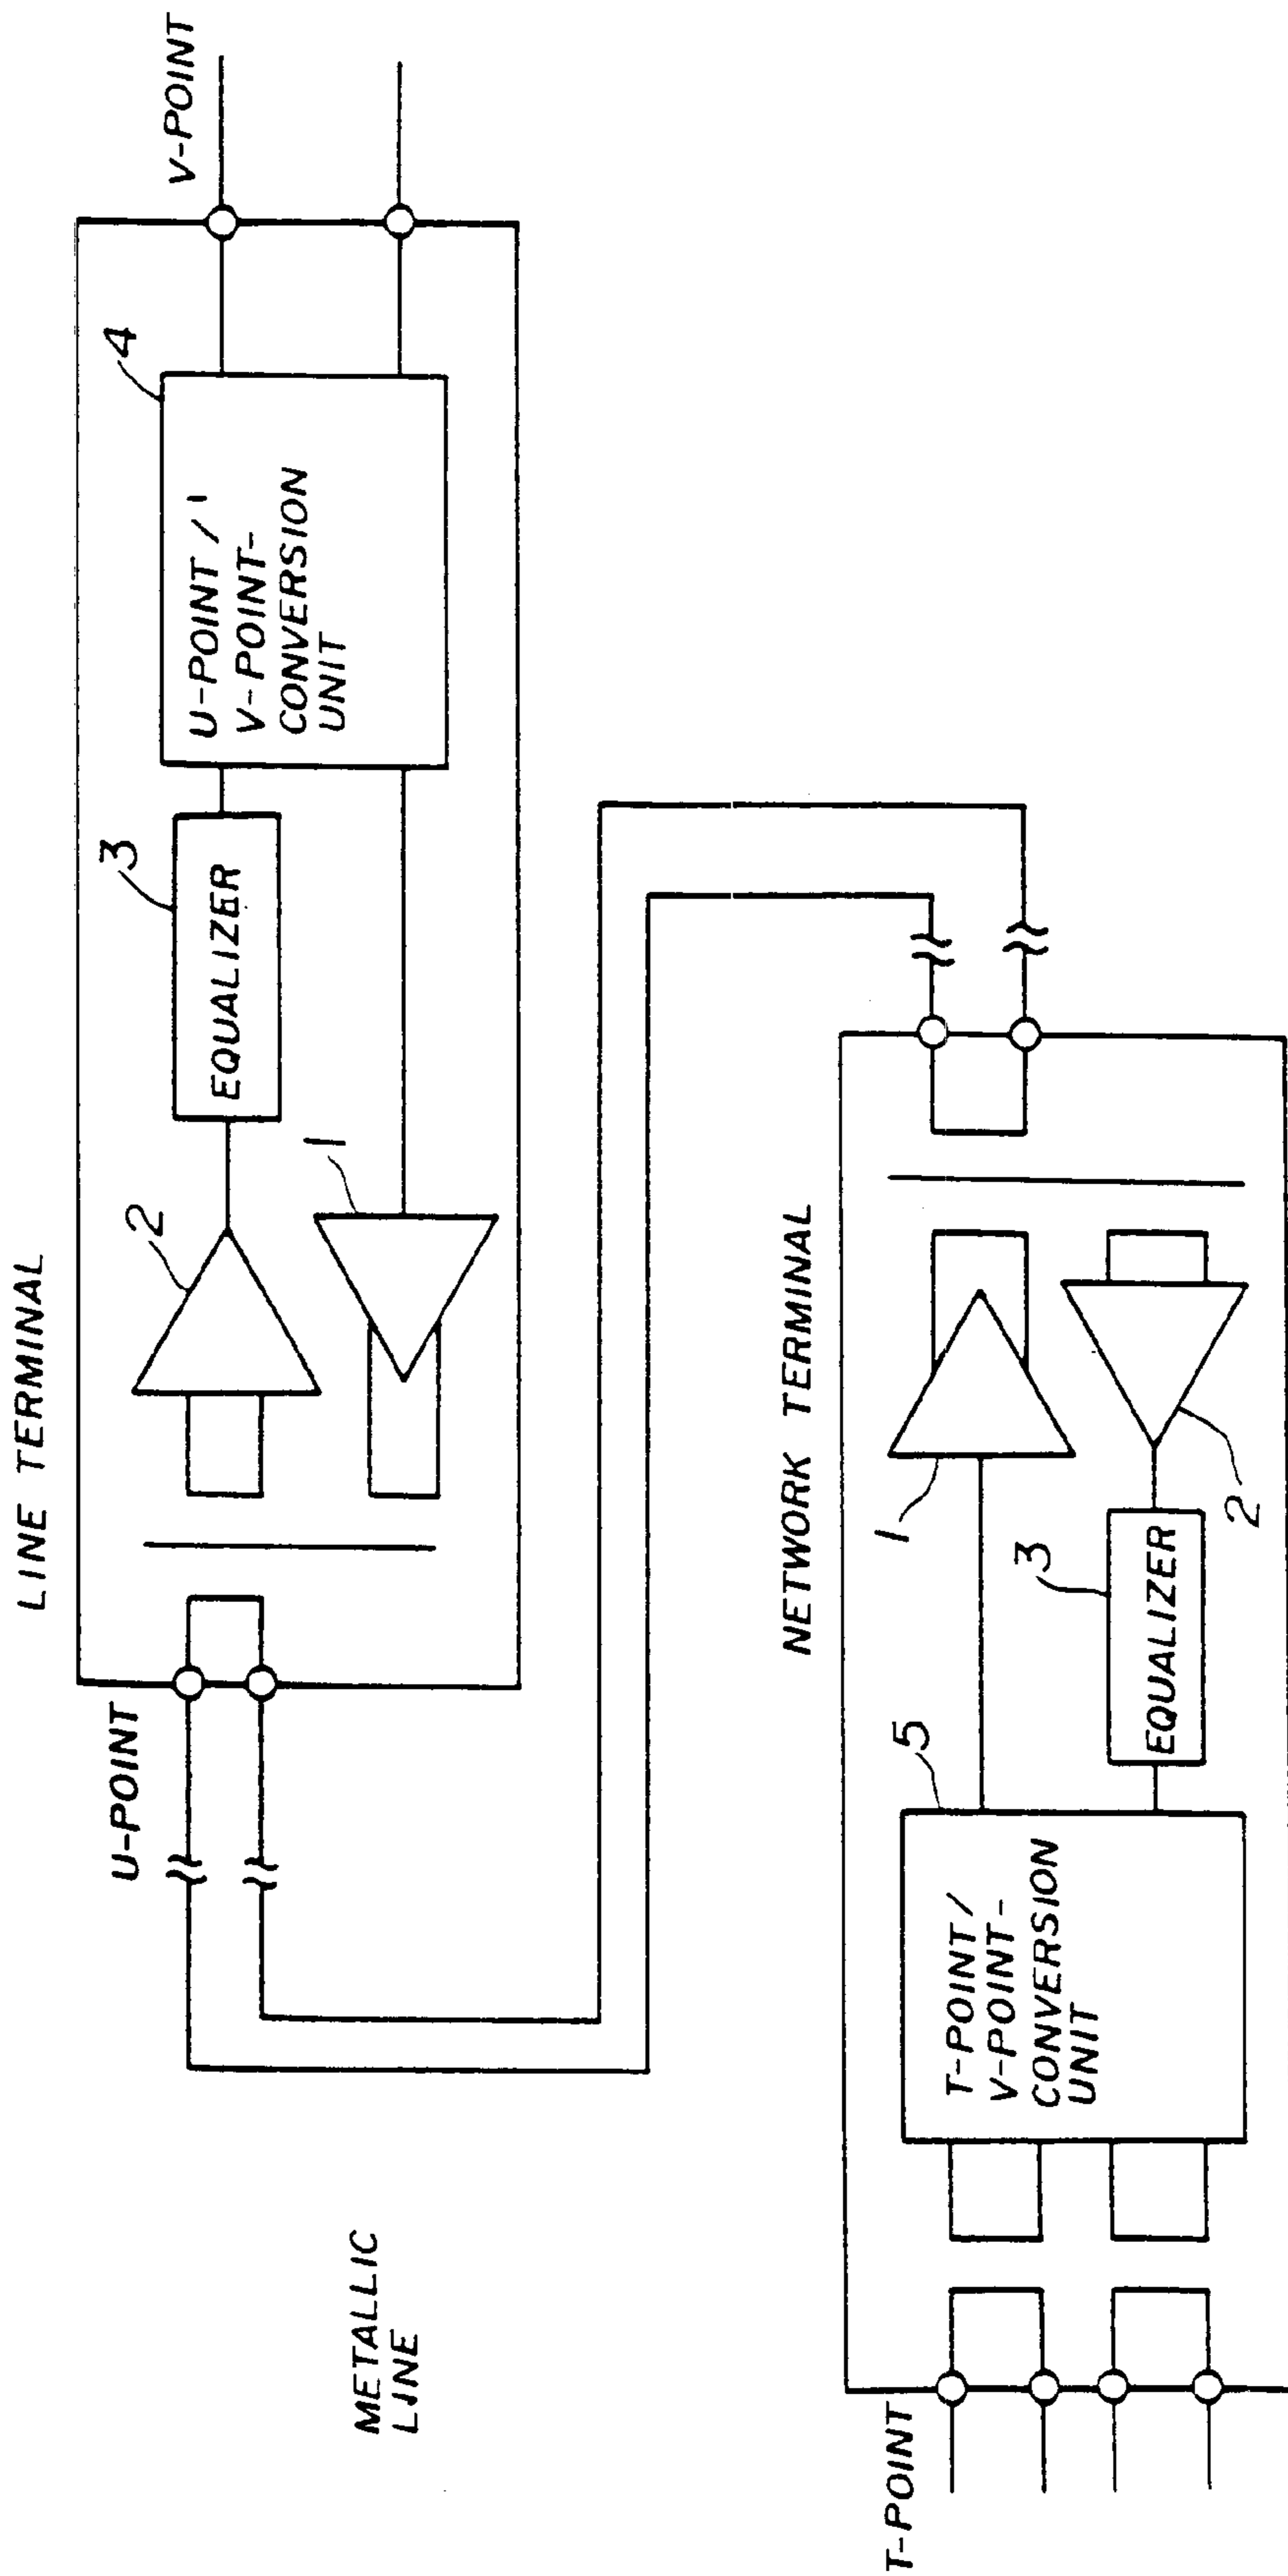 LINE TERMINAL
U-POINT
2
3
EQUALIZER
1
4
U-POINT /
V-POINT-
CONVERSION
UNIT
V-POINT
METALLIC
LINE
NETWORK TERMINAL
T-POINT
5
T-POINT /
V-POINT-
CONVERSION
UNIT
1
3
EQUALIZER
2